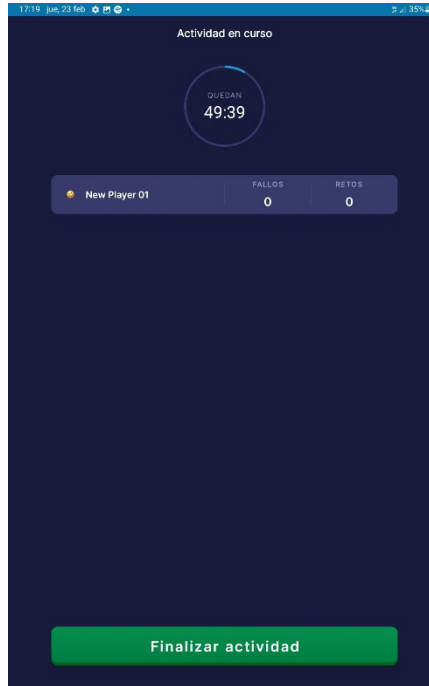 17:19 jue, 23 feb 35%
Actividad en curso
QUEDAN
49:39
New Player 01
FALLOS
0
RETOS
0
Finalizar actividad